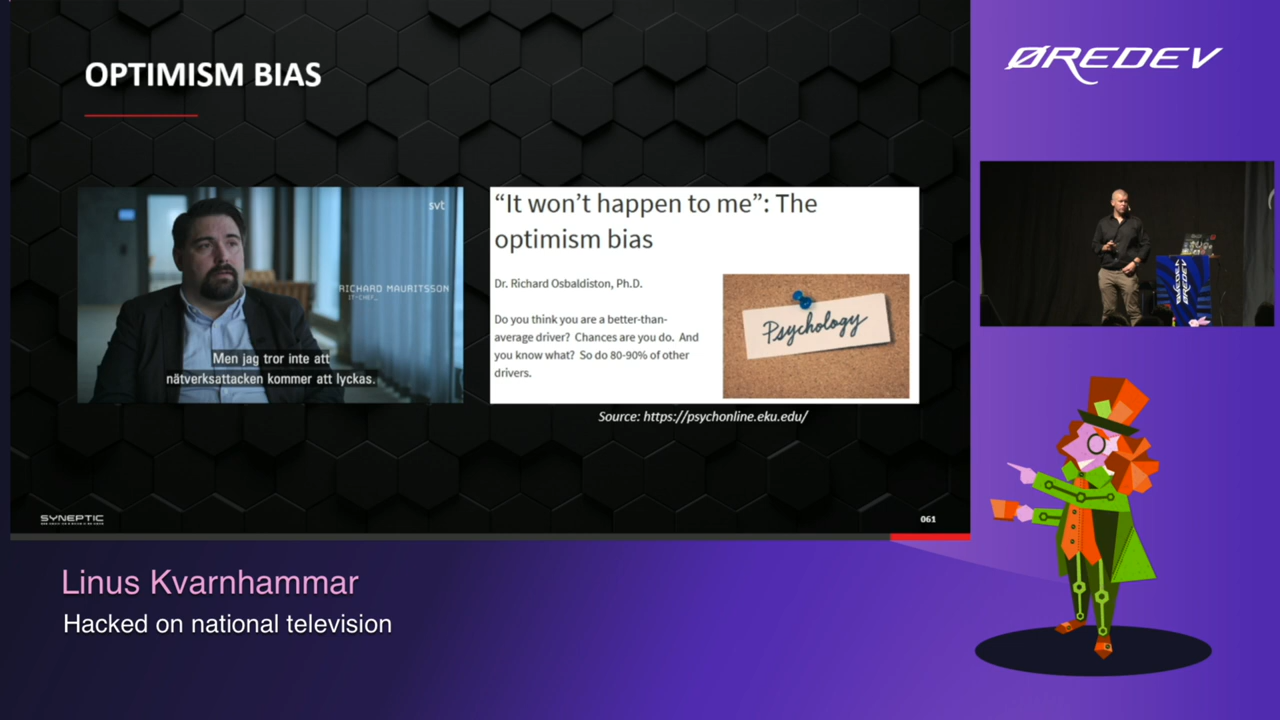 OPTIMISM BIAS
svt
RICHARD MAURITSSON
IT-CHEF_
Men jag tror inte att
nätverksattacken kommer att lyckas.
“It won’t happen to me”: The
optimism bias
Dr. Richard Osbaldiston, Ph.D.
Do you think you are a better-than-
average driver? Chances are you do. And
you know what? So do 80-90% of other
drivers.
Psychology
Source: https://psychonline.eku.edu/
SYNEPTIC
061
ØREDEV
ØREDEV
Linus Kvarnhammar
Hacked on national television